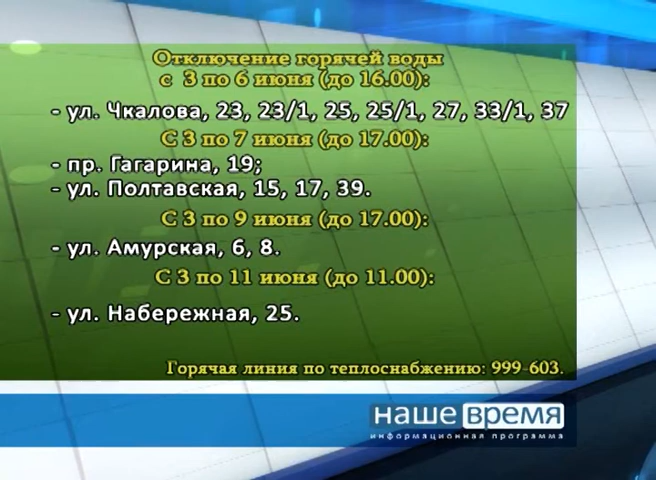 Отключение горячей воды
с 3 по 6 июня (до 16.00):
- ул. Чкалова, 23, 23/1, 25, 25/1, 27, 33/1, 37
С 3 по 7 июня (до 17.00):
- пр. Гагарина, 19;
- ул. Полтавская, 15, 17, 39.
С 3 по 9 июня (до 17.00):
- ул. Амурская, 6, 8.
С 3 по 11 июня (до 11.00):
- ул. Набережная, 25.
Горячая линия по теплоснабжению: 999-603.
наше время
информационная программа